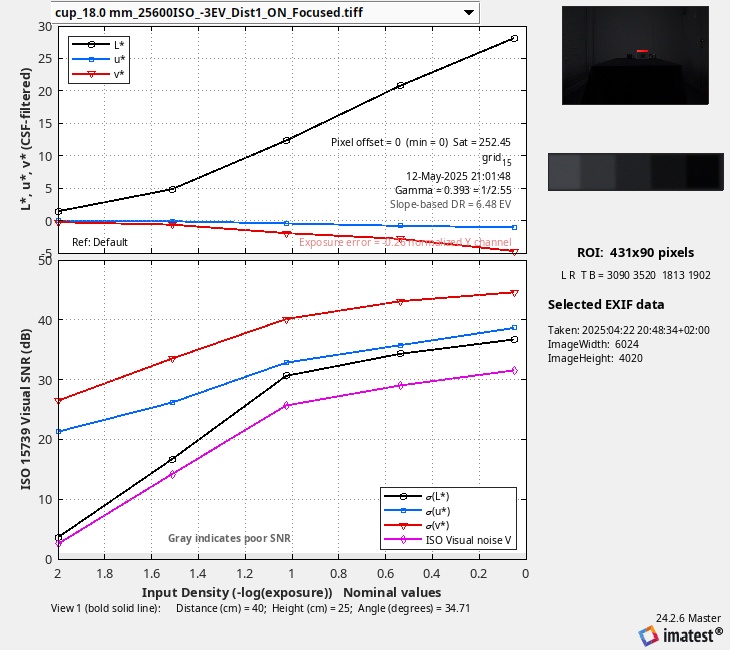 cup_18.0 mm_25600ISO_-3EV_Dist1_ON_Focused.tiff
30
25
20
15
10
5
0
-5
L*, u*, v* (CSF-filtered)
L*
u*
v*
Pixel offset = 0 (min = 0) Sat = 252.45
grid15
12-May-2025 21:01:48
Gamma = 0.393 = 1/2.55
Slope-based DR = 6.48 EV
Ref: Default
Exposure error = -0.26 normalized Y channel
50
40
30
20
10
0
ISO 15739 Visual SNR (dB)
σ(L*)
σ(u*)
σ(v*)
ISO Visual noise V
Gray indicates poor SNR
2 1.8 1.6 1.4 1.2 1 0.8 0.6 0.4 0.2 0
Input Density (-log(exposure)) Nominal values
View 1 (bold solid line): Distance (cm) = 40; Height (cm) = 25; Angle (degrees) = 34.71
ROI: 431x90 pixels
L R T B = 3090 3520 1813 1902
Selected EXIF data
Taken: 2025:04:22 20:48:34+02:00
ImageWidth: 6024
ImageHeight: 4020
24.2.6 Master
imatest®